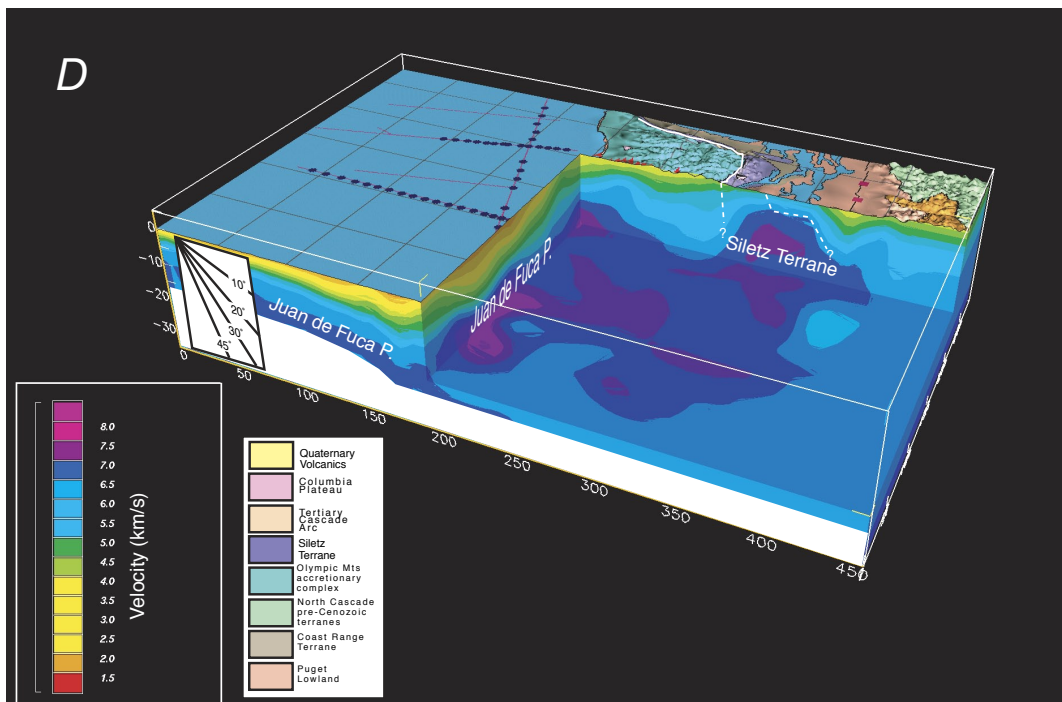 D
0
−10
−20
−30
0
50
100
150
200
250
300
350
400
450
10°
20°
30°
45°
Juan de Fuca P.
Juan de Fuca P.
?
Siletz Terrane
?
8.0
7.5
7.0
6.5
6.0
5.5
5.0
4.5
4.0
3.5
3.0
2.5
2.0
1.5
Velocity (km/s)
Quaternary
Volcanics
Columbia
Plateau
Tertiary
Cascade
Arc
Siletz
Terrane
Olympic Mts
accretionary
complex
North Cascade
pre-Cenozoic
terranes
Coast Range
Terrane
Puget
Lowland